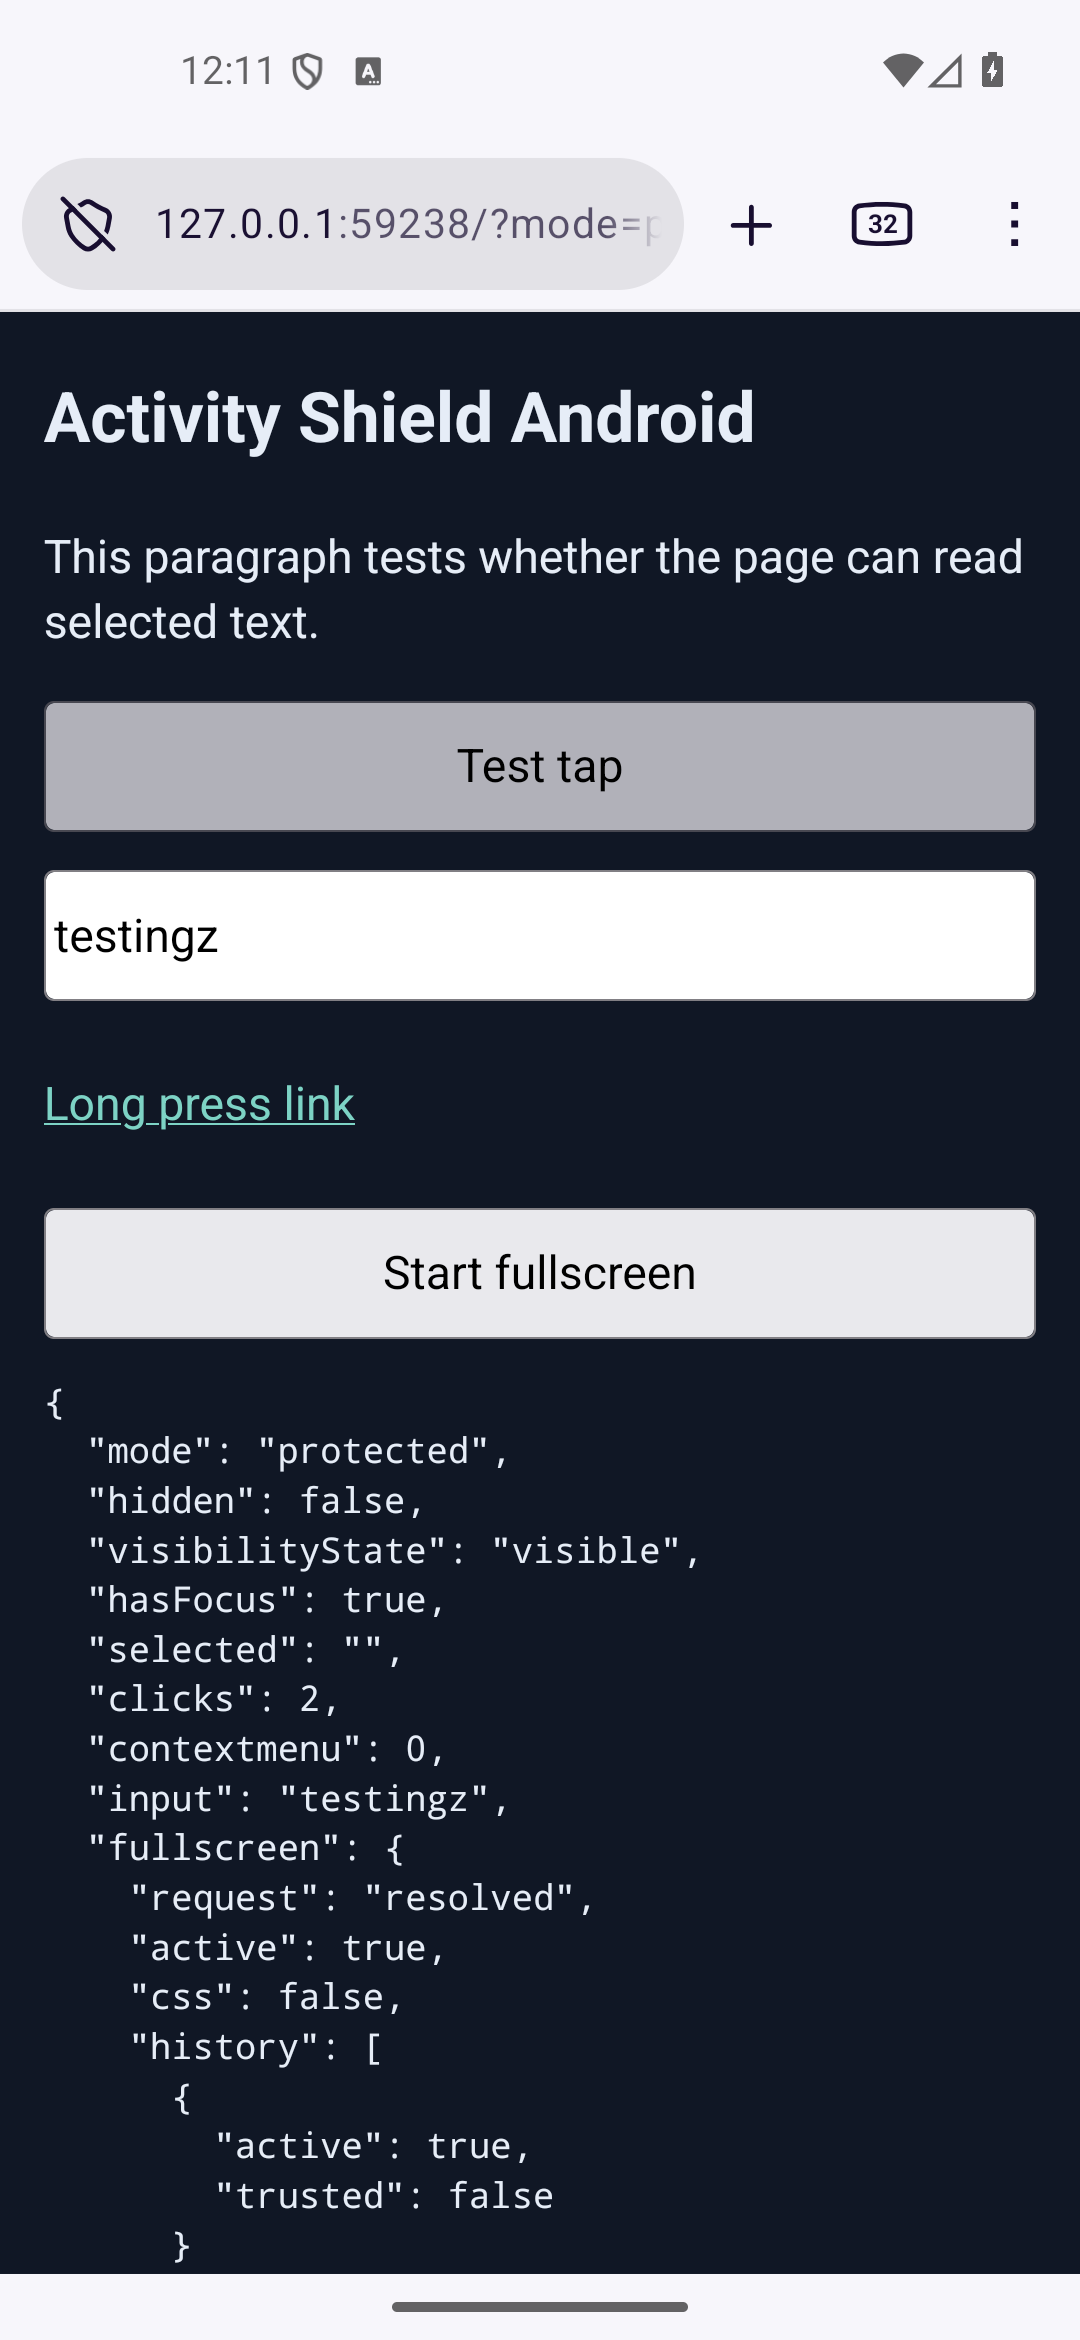 12:11
127.0.0.1:59238/?mode=p
32
Activity Shield Android
This paragraph tests whether the page can read
selected text.
Test tap
testingz
Long press link
Start fullscreen
{
  "mode": "protected",
  "hidden": false,
  "visibilityState": "visible",
  "hasFocus": true,
  "selected": "",
  "clicks": 2,
  "contextmenu": 0,
  "input": "testingz",
  "fullscreen": {
    "request": "resolved",
    "active": true,
    "css": false,
    "history": [
      {
        "active": true,
        "trusted": false
      }